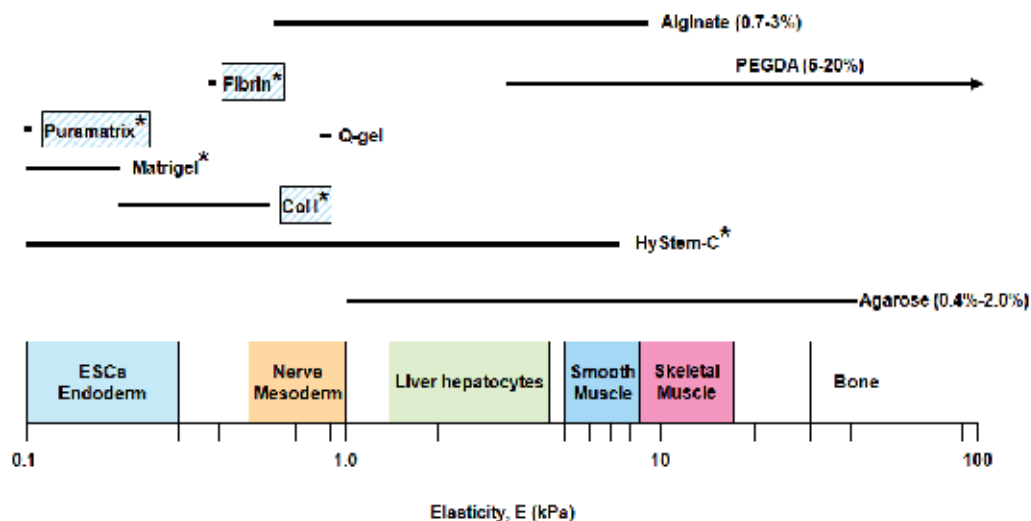 Alginate (0.7-3%)
PEGDA (5-20%)
Fibrin*
Puramatrix*
Q-gel
Matrigel*
Col I*
HyStem-C*
Agarose (0.4%-2.0%)
ESCs
Endoderm
Nerve
Mesoderm
Liver hepatocytes
Smooth
Muscle
Skeletal
Muscle
Bone
0.1
1.0
10
100
Elasticity, E (kPa)